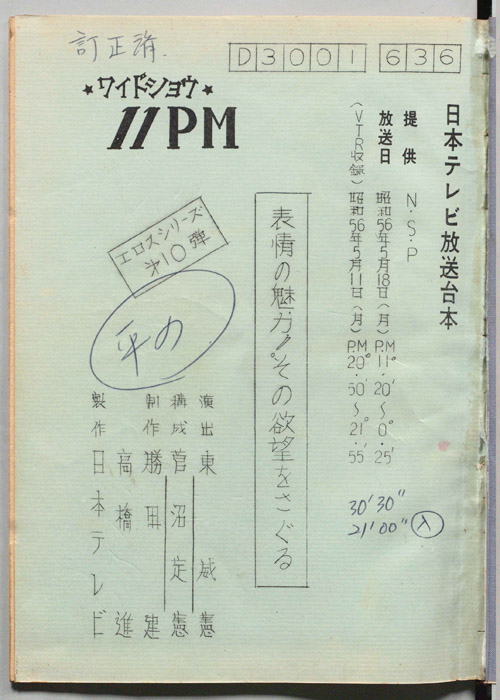 訂正済
D3001 636
★ワイドショウ★
11PM
日本テレビ放送台本
提供 N・S・P
放送日 昭和56年5月18日(月) P.M 11°・20′〜0°・25′
(VTR収録) 昭和56年5月11日(月) P.M 20°・50′〜21°・55′
30′30″
21′00″ 入
表情の魅力!その欲望をさぐる
エロスシリーズ
才10弾
平の
演出 東 威憲
構成 菅沼定憲
制作 勝田建
高橋進
製作 日本テレビ